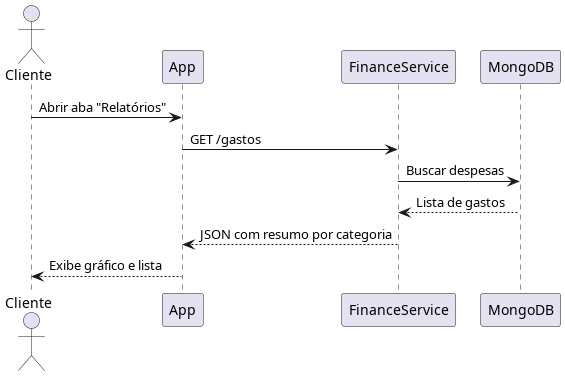 Cliente
App
FinanceService
MongoDB
Abrir aba "Relatórios"
GET /gastos
Buscar despesas
Lista de gastos
JSON com resumo por categoria
Exibe gráfico e lista
Cliente
App
FinanceService
MongoDB